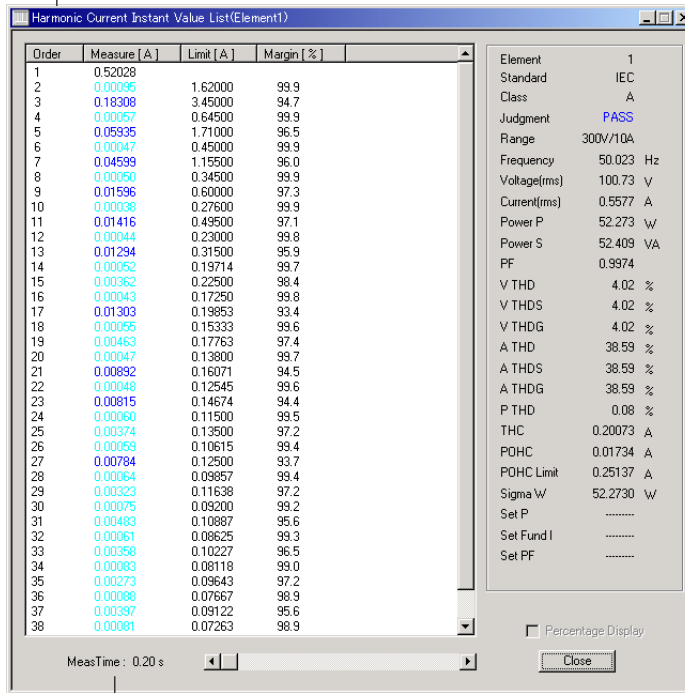 Harmonic Current Instant Value List(Element1)
Order Measure [ A ] Limit [ A ] Margin [ % ]
1 0.52028
2 0.00095 1.62000 99.9
3 0.18308 3.45000 94.7
4 0.00057 0.64500 99.9
5 0.05935 1.71000 96.5
6 0.00047 0.45000 99.9
7 0.04599 1.15500 96.0
8 0.00050 0.34500 99.9
9 0.01596 0.60000 97.3
10 0.00038 0.27600 99.9
11 0.01416 0.49500 97.1
12 0.00044 0.23000 99.8
13 0.01294 0.31500 95.9
14 0.00052 0.19714 99.7
15 0.00362 0.22500 98.4
16 0.00043 0.17250 99.8
17 0.01303 0.19853 93.4
18 0.00055 0.15333 99.6
19 0.00463 0.17763 97.4
20 0.00047 0.13800 99.7
21 0.00892 0.16071 94.5
22 0.00048 0.12545 99.6
23 0.00815 0.14674 94.4
24 0.00060 0.11500 99.5
25 0.00374 0.13500 97.2
26 0.00059 0.10615 99.4
27 0.00784 0.12500 93.7
28 0.00064 0.09857 99.4
29 0.00323 0.11638 97.2
30 0.00075 0.09200 99.2
31 0.00483 0.10887 95.6
32 0.00061 0.08625 99.3
33 0.00358 0.10227 96.5
34 0.00083 0.08118 99.0
35 0.00273 0.09643 97.2
36 0.00088 0.07667 98.9
37 0.00397 0.09122 95.6
38 0.00081 0.07263 98.9
MeasTime : 0.20 s
Element 1
Standard IEC
Class A
Judgment PASS
Range 300V/10A
Frequency 50.023 Hz
Voltage(rms) 100.73 V
Current(rms) 0.5577 A
Power P 52.273 W
Power S 52.409 VA
PF 0.9974
V THD 4.02 %
V THDS 4.02 %
V THDG 4.02 %
A THD 38.59 %
A THDS 38.59 %
A THDG 38.59 %
P THD 0.08 %
THC 0.20073 A
POHC 0.01734 A
POHC Limit 0.25137 A
Sigma W 52.2730 W
Set P ---------
Set Fund I ---------
Set PF ---------
Percentage Display
Close